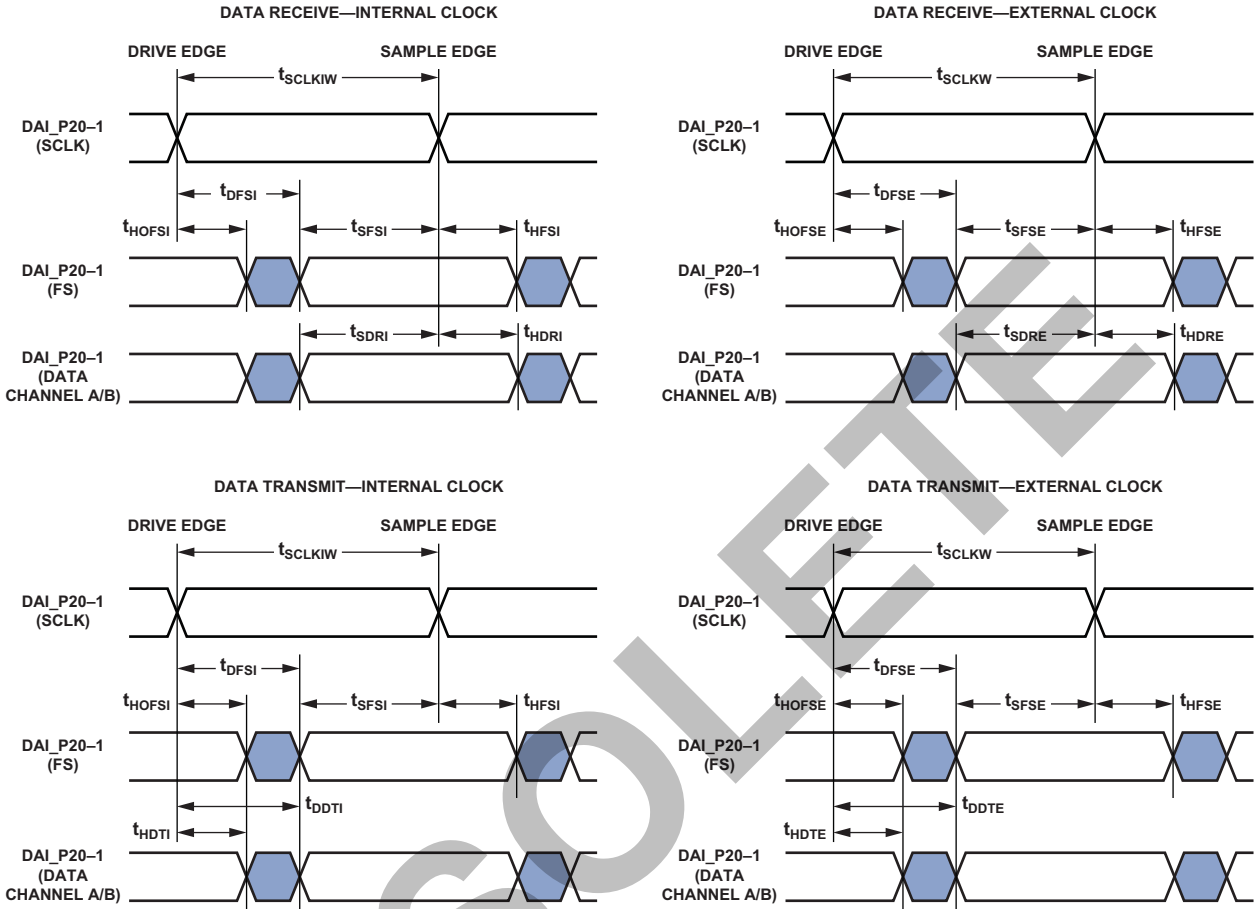 DATA RECEIVE—INTERNAL CLOCK
DRIVE EDGE SAMPLE EDGE
tSCLKIW
DAI_P20–1
(SCLK)
tDFSI
tHOFSI tSFSI tHFSI
DAI_P20–1
(FS)
tSDRI tHDRI
DAI_P20–1
(DATA
CHANNEL A/B)
DATA RECEIVE—EXTERNAL CLOCK
DRIVE EDGE SAMPLE EDGE
tSCLKW
DAI_P20–1
(SCLK)
tDFSE
tHOFSE tSFSE tHFSE
DAI_P20–1
(FS)
tSDRE tHDRE
DAI_P20–1
(DATA
CHANNEL A/B)
DATA TRANSMIT—INTERNAL CLOCK
DRIVE EDGE SAMPLE EDGE
tSCLKIW
DAI_P20–1
(SCLK)
tDFSI
tHOFSI tSFSI tHFSI
DAI_P20–1
(FS)
tDDTI
tHDTI
DAI_P20–1
(DATA
CHANNEL A/B)
DATA TRANSMIT—EXTERNAL CLOCK
DRIVE EDGE SAMPLE EDGE
tSCLKW
DAI_P20–1
(SCLK)
tDFSE
tHOFSE tSFSE tHFSE
DAI_P20–1
(FS)
tDDTE
tHDTE
DAI_P20–1
(DATA
CHANNEL A/B)
SOLETE